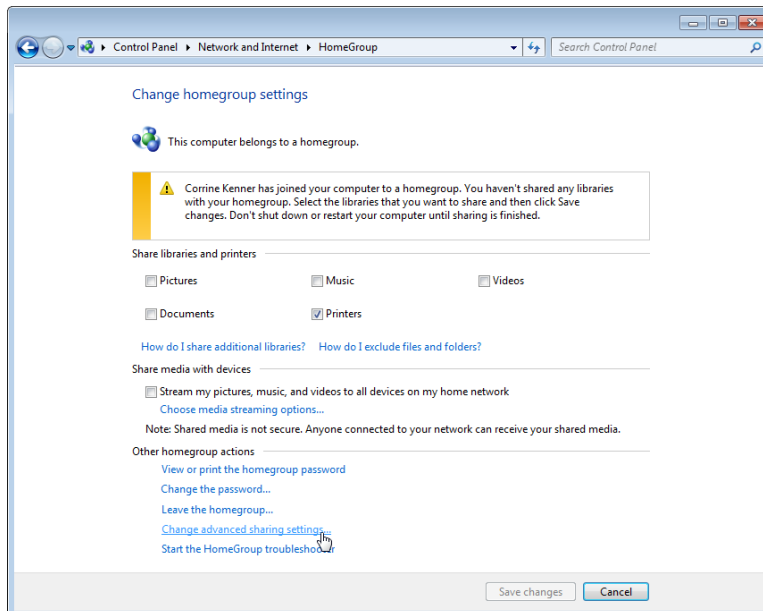 Control Panel Network and Internet HomeGroup Search Control Panel
Change homegroup settings
This computer belongs to a homegroup.
Corrine Kenner has joined your computer to a homegroup. You haven't shared any libraries
with your homegroup. Select the libraries that you want to share and then click Save
changes. Don't shut down or restart your computer until sharing is finished.
Share libraries and printers
Pictures Music Videos
Documents Printers
How do I share additional libraries? How do I exclude files and folders?
Share media with devices
Stream my pictures, music, and videos to all devices on my home network
Choose media streaming options...
Note: Shared media is not secure. Anyone connected to your network can receive your shared media.
Other homegroup actions
View or print the homegroup password
Change the password...
Leave the homegroup...
Change advanced sharing settings...
Start the HomeGroup troubleshooter
Save changes Cancel